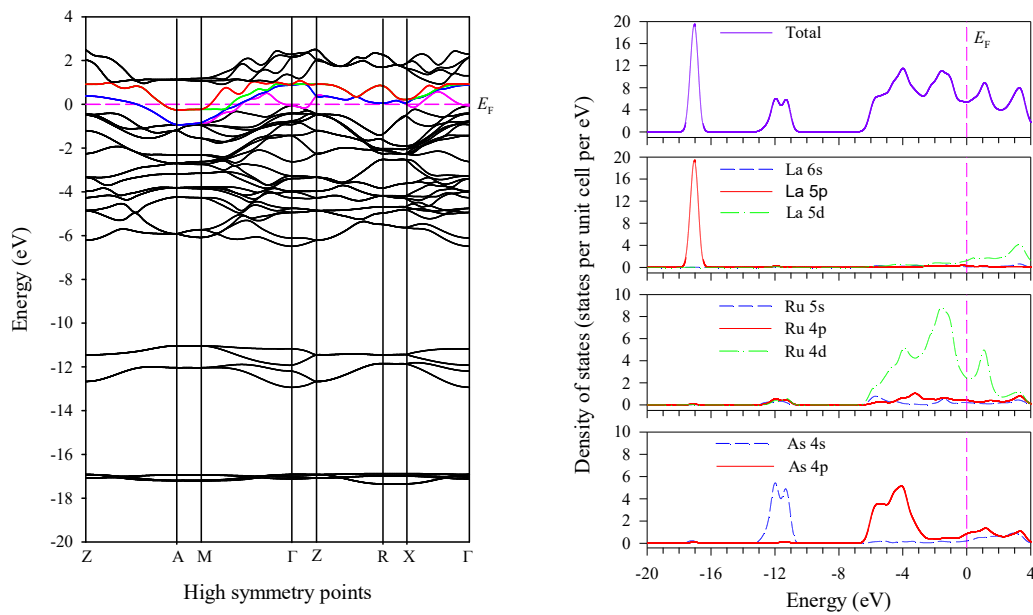 4
2
0
-2
-4
-6
-8
-10
-12
-14
-16
-18
-20
Energy (eV)
E_F
Z A M Γ Z R X Γ
High symmetry points
Density of states (states per unit cell per eV)
20
16
12
8
4
0
Total
E_F
20
16
12
8
4
0
La 6s
La 5p
La 5d
10
8
6
4
2
0
Ru 5s
Ru 4p
Ru 4d
10
8
6
4
2
0
As 4s
As 4p
-20 -16 -12 -8 -4 0 4
Energy (eV)